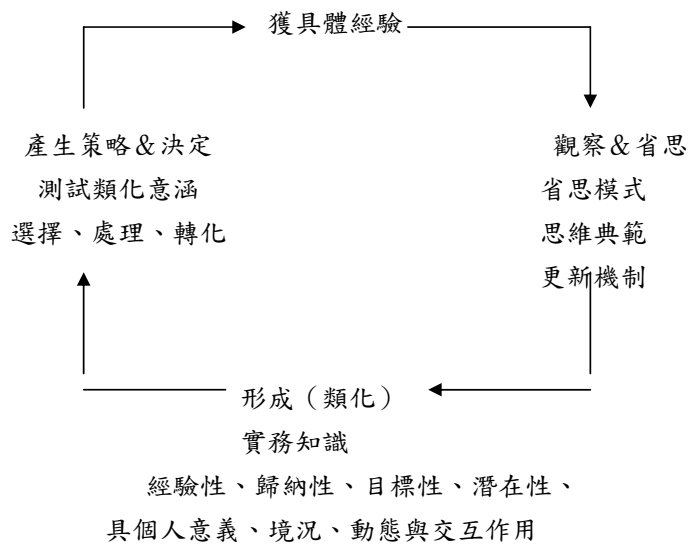 獲具體經驗
產生策略＆決定
測試類化意涵
選擇、處理、轉化
觀察＆省思
省思模式
思維典範
更新機制
形成（類化）
實務知識
經驗性、歸納性、目標性、潛在性、
具個人意義、境況、動態與交互作用